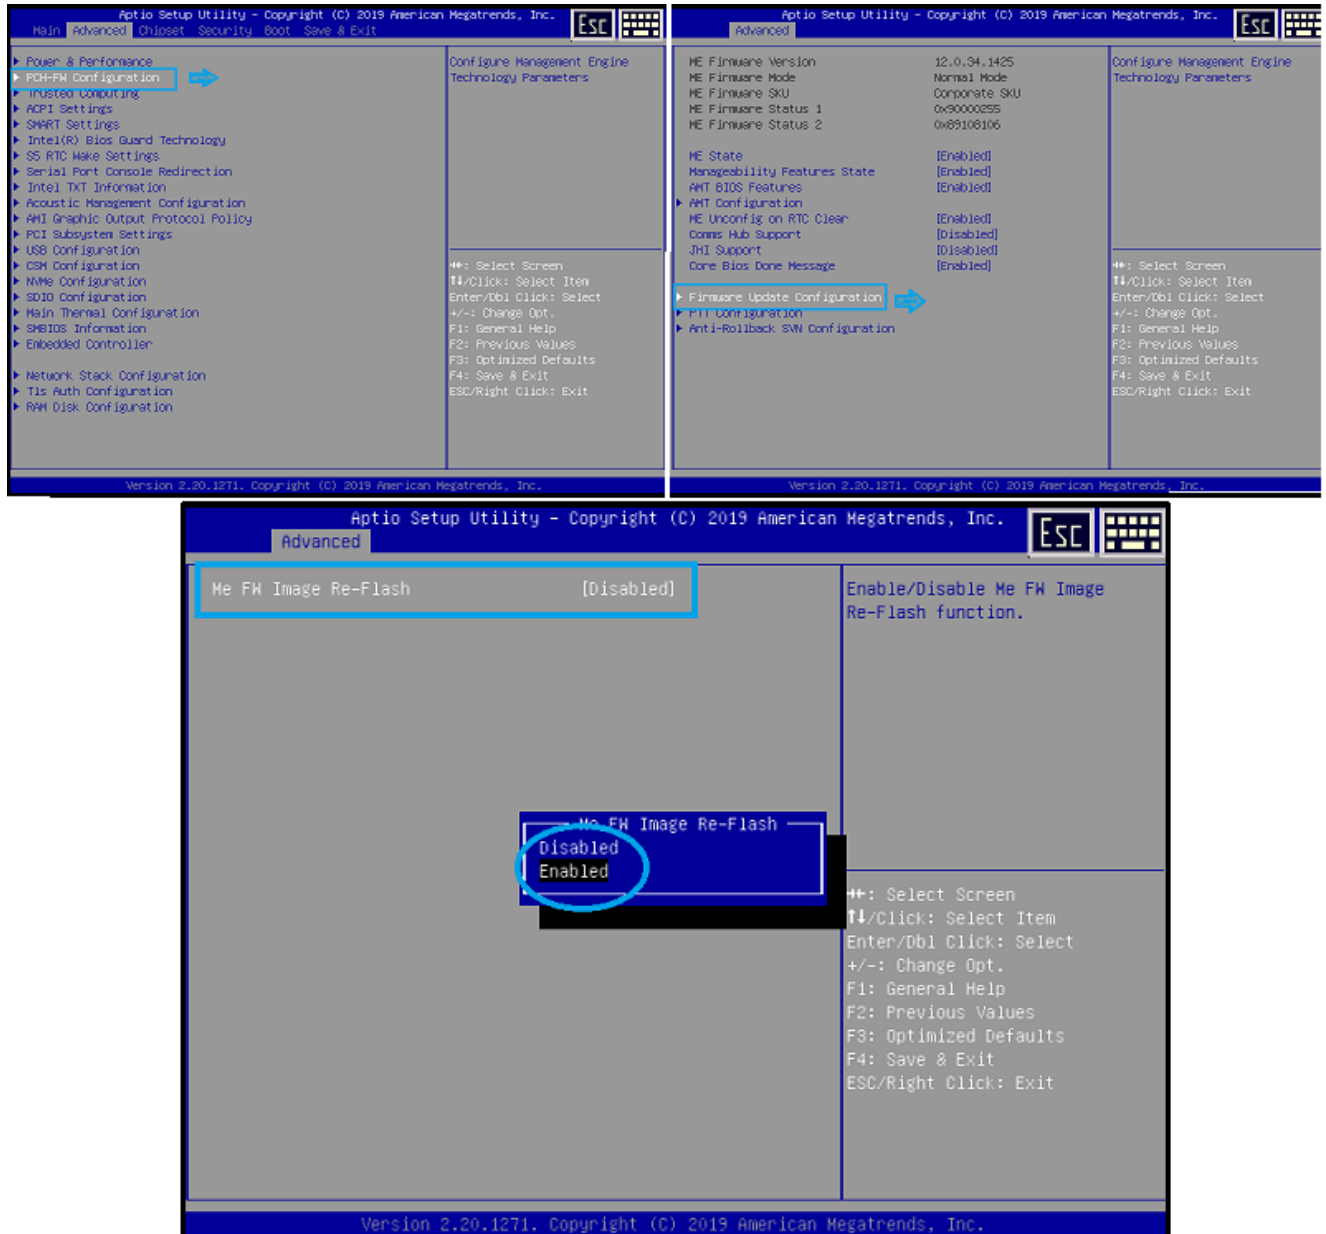 Aptio Setup Utility - Copyright (C) 2019 American Megatrends, Inc.
Esc
Main Advanced Chipset Security Boot Save & Exit
Power & Performance
PCH-FW Configuration
Trusted Computing
ACPI Settings
SMART Settings
Intel(R) Bios Guard Technology
S5 RTC Wake Settings
Serial Port Console Redirection
Intel TXT Information
Acoustic Management Configuration
AMI Graphic Output Protocol Policy
PCI Subsystem Settings
USB Configuration
CSM Configuration
NVMe Configuration
SDIO Configuration
Main Thermal Configuration
SMBIOS Information
Embedded Controller
Network Stack Configuration
Tls Auth Configuration
RAM Disk Configuration
Configure Management Engine
Technology Parameters
: Select Screen
↑↓/Click: Select Item
Enter/Dbl Click: Select
+/-: Change Opt.
F1: General Help
F2: Previous Values
F3: Optimized Defaults
F4: Save & Exit
ESC/Right Click: Exit
Version 2.20.1271. Copyright (C) 2019 American Megatrends, Inc.
Aptio Setup Utility - Copyright (C) 2019 American Megatrends, Inc.
Esc
Advanced
ME Firmware Version 12.0.34.1425
ME Firmware Mode Normal Mode
ME Firmware SKU Corporate SKU
ME Firmware Status 1 0x90000255
ME Firmware Status 2 0x89108106
ME State [Enabled]
Manageability Features State [Enabled]
AMT BIOS Features [Enabled]
AMT Configuration
ME Unconfig on RTC Clear [Enabled]
Comms Hub Support [Disabled]
JHI Support [Disabled]
Core Bios Done Message [Enabled]
Firmware Update Configuration
PTT Configuration
Anti-Rollback SVN Configuration
Configure Management Engine
Technology Parameters
: Select Screen
↑↓/Click: Select Item
Enter/Dbl Click: Select
+/-: Change Opt.
F1: General Help
F2: Previous Values
F3: Optimized Defaults
F4: Save & Exit
ESC/Right Click: Exit
Version 2.20.1271. Copyright (C) 2019 American Megatrends, Inc.
Aptio Setup Utility - Copyright (C) 2019 American Megatrends, Inc.
Esc
Advanced
Me FW Image Re-Flash [Disabled]
Enable/Disable Me FW Image
Re-Flash function.
Me FW Image Re-Flash
Disabled
Enabled
: Select Screen
↑↓/Click: Select Item
Enter/Dbl Click: Select
+/-: Change Opt.
F1: General Help
F2: Previous Values
F3: Optimized Defaults
F4: Save & Exit
ESC/Right Click: Exit
Version 2.20.1271. Copyright (C) 2019 American Megatrends, Inc.